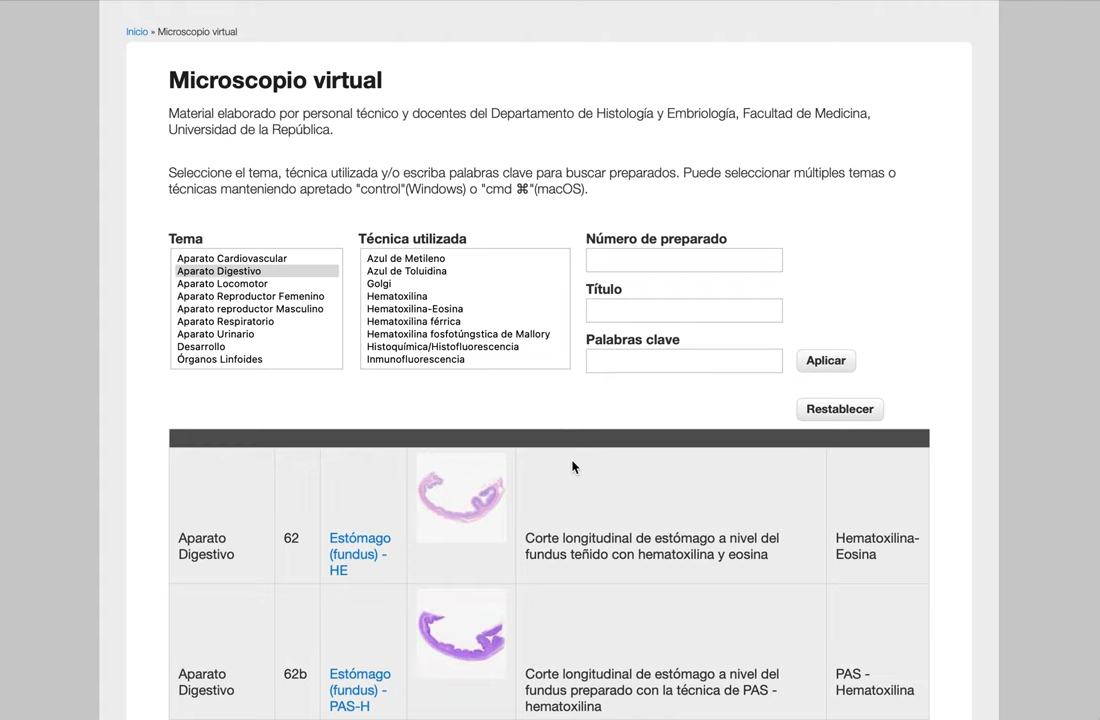 Inicio » Microscopio virtual
Microscopio virtual
Material elaborado por personal técnico y docentes del Departamento de Histología y Embriología, Facultad de Medicina,
Universidad de la República.
Seleccione el tema, técnica utilizada y/o escriba palabras clave para buscar preparados. Puede seleccionar múltiples temas o
técnicas manteniendo apretado "control"(Windows) o "cmd ⌘"(macOS).
Tema
Aparato Cardiovascular
Aparato Digestivo
Aparato Locomotor
Aparato Reproductor Femenino
Aparato reproductor Masculino
Aparato Respiratorio
Aparato Urinario
Desarrollo
Órganos Linfoides
Técnica utilizada
Azul de Metileno
Azul de Toluidina
Golgi
Hematoxilina
Hematoxilina-Eosina
Hematoxilina férrica
Hematoxilina fosfotúngstica de Mallory
Histoquímica/Histofluorescencia
Inmunofluorescencia
Número de preparado
Título
Palabras clave
Aplicar
Restablecer
Aparato
Digestivo
62
Estómago
(fundus) -
HE
Corte longitudinal de estómago a nivel del
fundus teñido con hematoxilina y eosina
Hematoxilina-
Eosina
Aparato
Digestivo
62b
Estómago
(fundus) -
PAS-H
Corte longitudinal de estómago a nivel del
fundus preparado con la técnica de PAS -
hematoxilina
PAS -
Hematoxilina